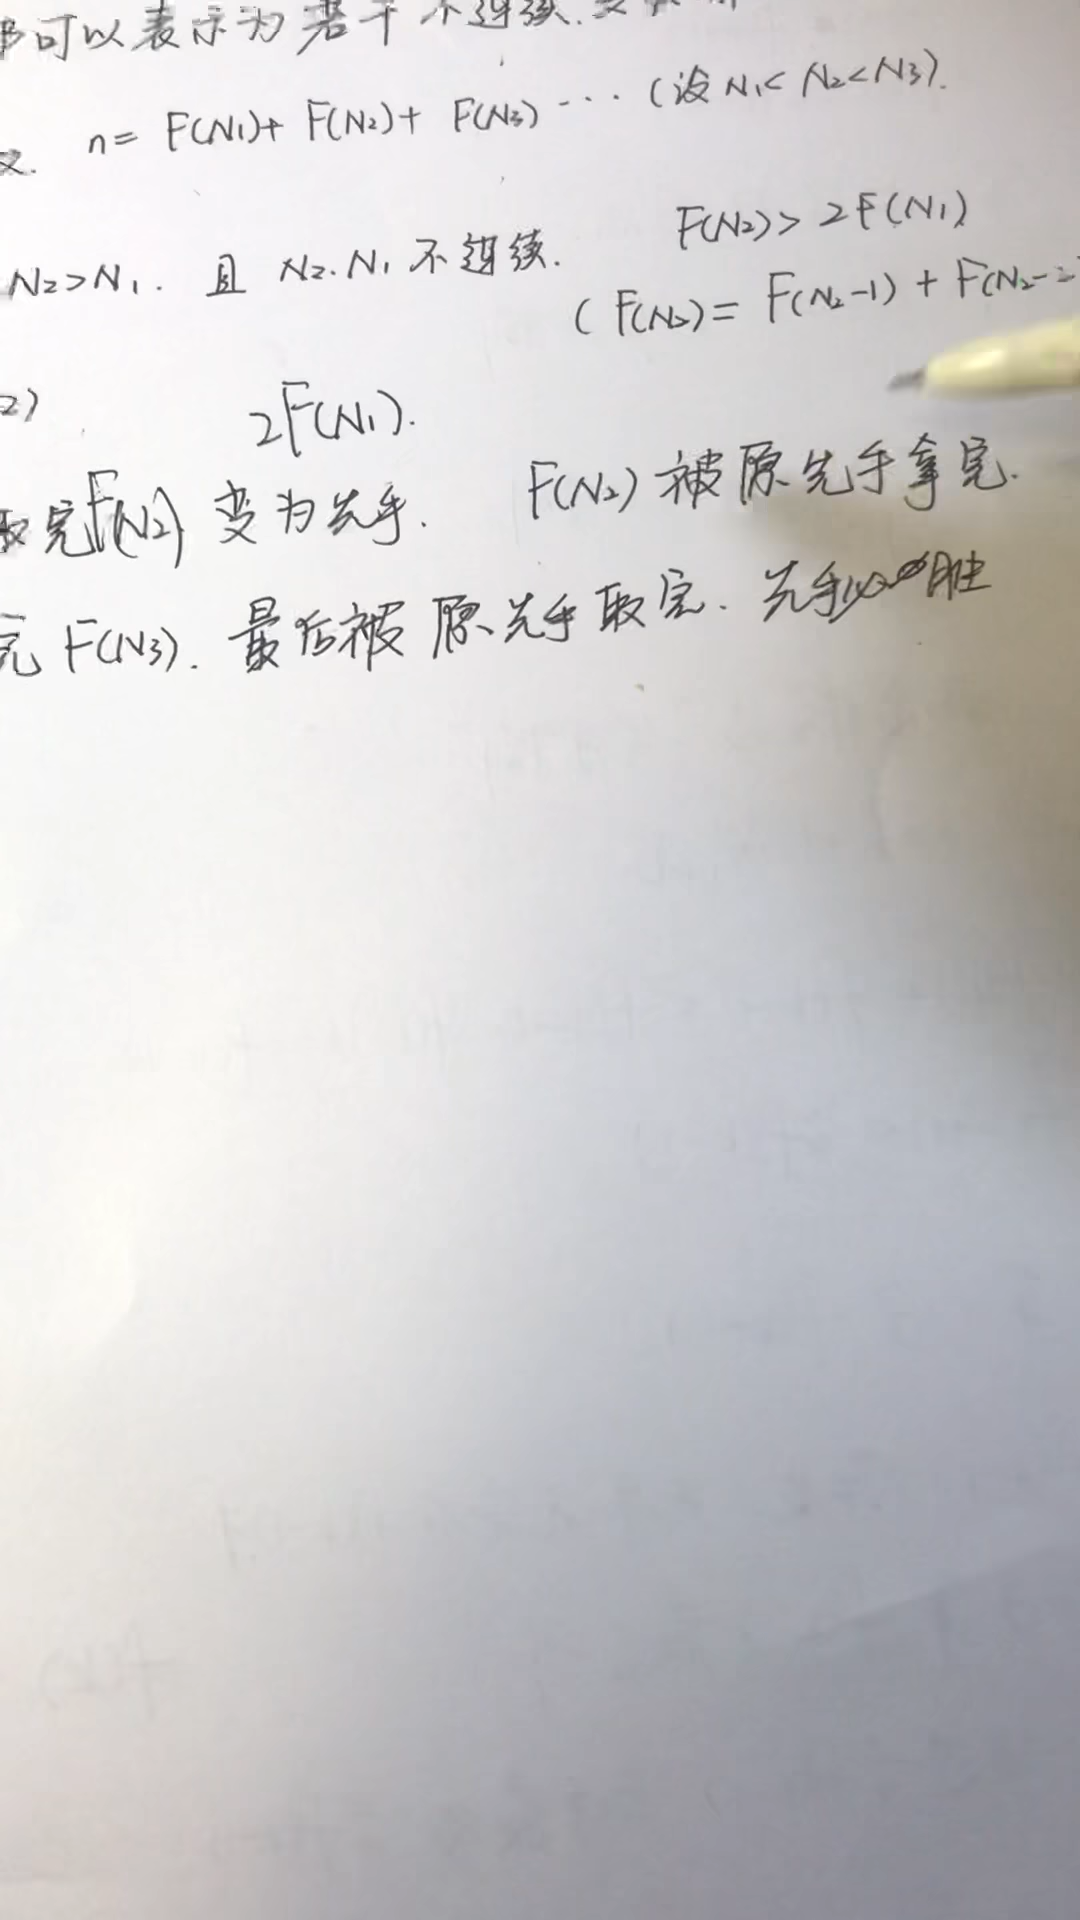 可以表示为若干不连续.
n= F(N1)+ F(N2)+ F(N3) ··· (设 N1< N2<N3).
F(N2)> 2F(N1)
N2>N1. 且 N2.N1 不连续.
( F(N2)= F(N2-1) + F(N2-2
2)
2F(N1).
取完F(N2) 变为先手. F(N2) 被原先手拿完.
完 F(N3). 最后被原先手取完. 先手必胜